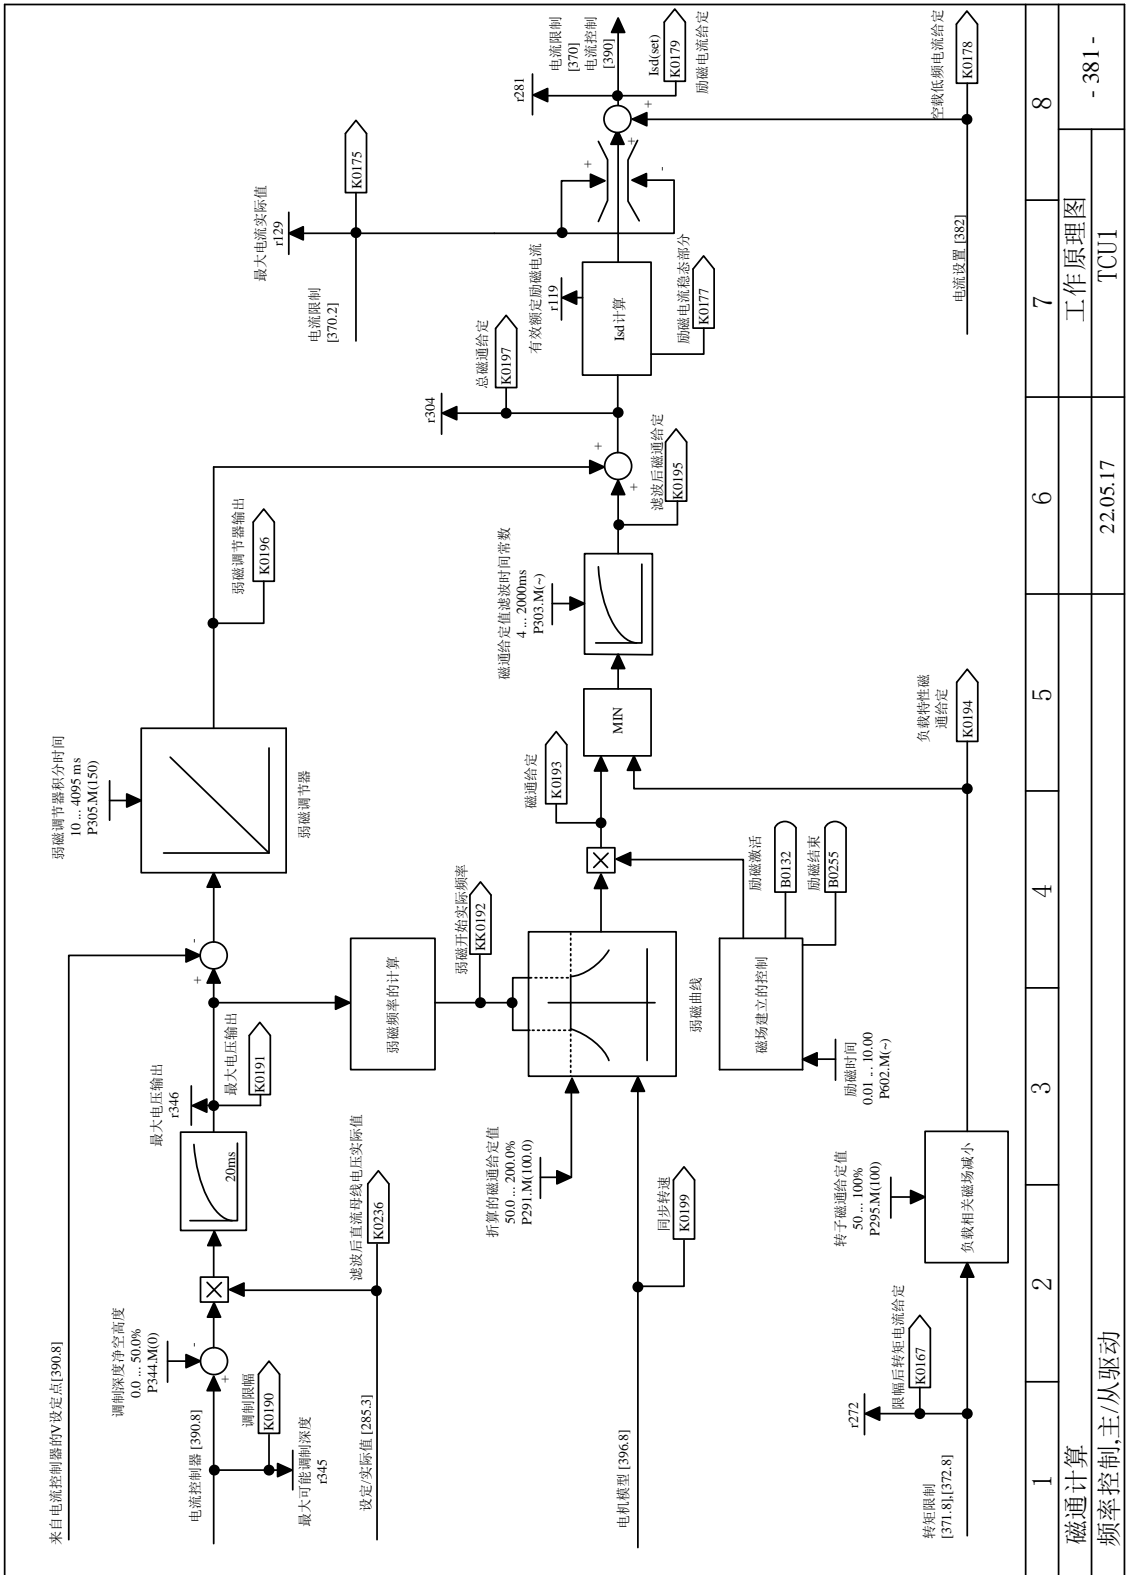 来自电流控制器的V设定点[390.8]
调制深度净空高度
0.0 ... 50.0%
P344.M(0)
电流控制器 [390.8]
调制限幅
K0190
最大可能调制深度
r345
设定/实际值 [285.3]
滤波后直流母线电压实际值
K0236
20ms
最大电压输出
r346
最大电压输出
K0191
弱磁调节器积分时间
10 ... 4095 ms
P305.M(150)
弱磁调节器
弱磁调节器输出
K0196
弱磁频率的计算
弱磁开始实际频率
KK0192
折算的磁通给定值
50.0 ... 200.0%
P291.M(100.0)
弱磁曲线
电机模型 [396.8]
同步转速
K0199
励磁时间
0.01 ... 10.00
P602.M(~)
磁场建立的控制
励磁激活
B0132
励磁结束
B0255
磁通给定
K0193
MIN
磁通给定值滤波时间常数
4 ... 2000ms
P303.M(~)
滤波后磁通给定
K0195
r304
总磁通给定
K0197
有效额定励磁电流
r119
Isd计算
励磁电流稳态部分
K0177
电流限制
[370.2]
最大电流实际值
r129
K0175
r281
电流限制
[370]
电流控制
[390]
Isd(set)
K0179
励磁电流给定
电流设置 [382]
空载低频电流给定
K0178
转矩限制
[371.8],[372.8]
r272
限幅后转矩电流给定
K0167
转子磁通给定值
50 ... 100%
P295.M(100)
负载相关磁场减小
负载特性磁
通给定
K0194
1 2 3 4 5 6 7 8
磁通计算
频率控制,主/从驱动
22.05.17
工作原理图
TCU1
- 381 -